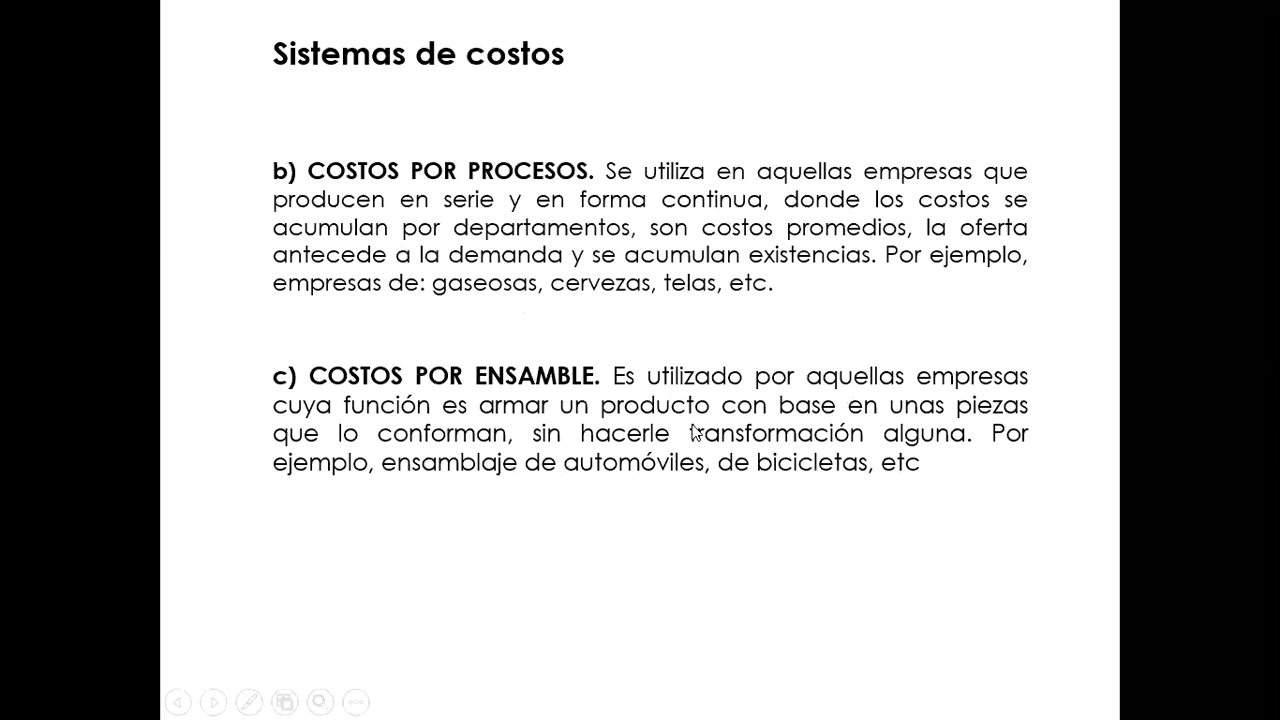 Sistemas de costos
b) COSTOS POR PROCESOS. Se utiliza en aquellas empresas que
producen en serie y en forma continua, donde los costos se
acumulan por departamentos, son costos promedios, la oferta
antecede a la demanda y se acumulan existencias. Por ejemplo,
empresas de: gaseosas, cervezas, telas, etc.
c) COSTOS POR ENSAMBLE. Es utilizado por aquellas empresas
cuya función es armar un producto con base en unas piezas
que lo conforman, sin hacerle transformación alguna. Por
ejemplo, ensamblaje de automóviles, de bicicletas, etc